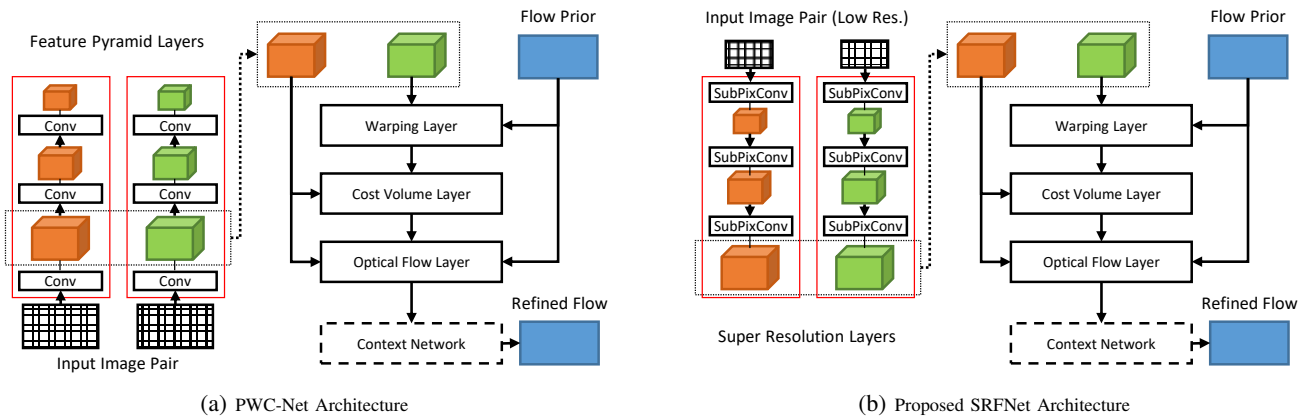 Feature Pyramid Layers
Conv
Conv
Conv
Conv
Conv
Conv
Input Image Pair
Flow Prior
Warping Layer
Cost Volume Layer
Optical Flow Layer
Context Network
Refined Flow
(a) PWC-Net Architecture
Input Image Pair (Low Res.)
SubPixConv
SubPixConv
SubPixConv
SubPixConv
SubPixConv
SubPixConv
Super Resolution Layers
Flow Prior
Warping Layer
Cost Volume Layer
Optical Flow Layer
Context Network
Refined Flow
(b) Proposed SRFNet Architecture